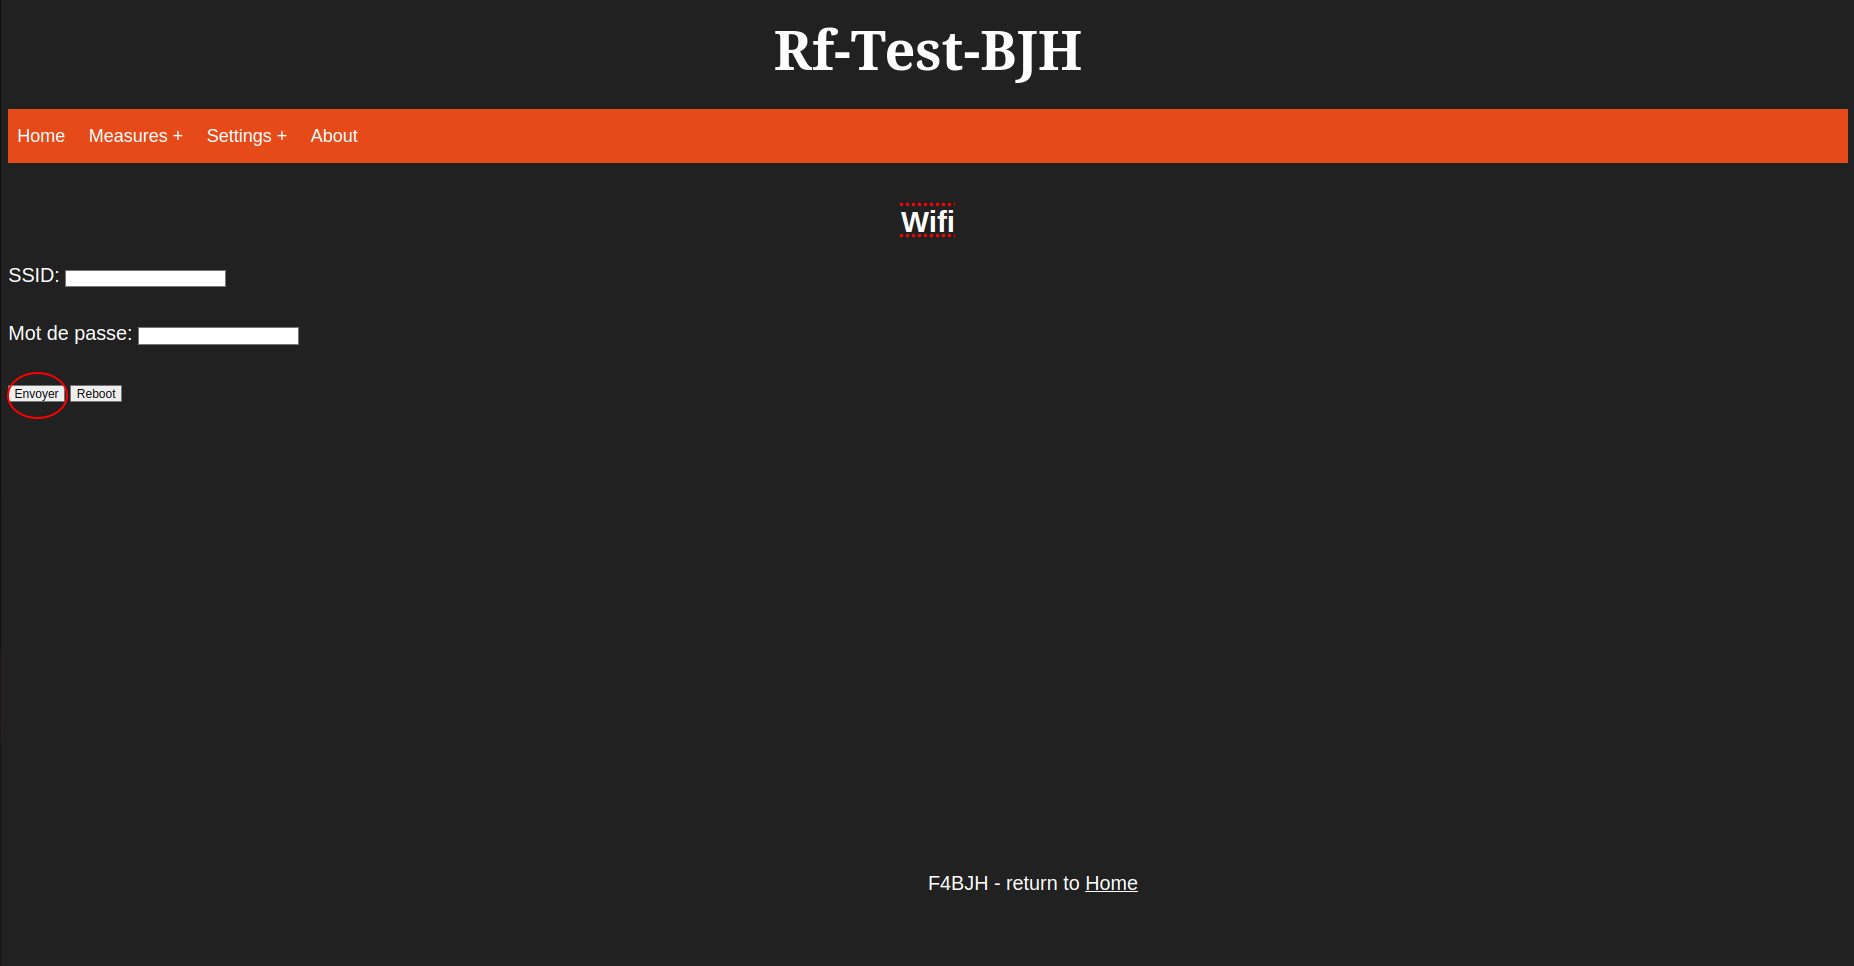 Rf-Test-BJH
Home Measures + Settings + About
Wifi
SSID:
Mot de passe:
Envoyer Reboot
F4BJH - return to Home